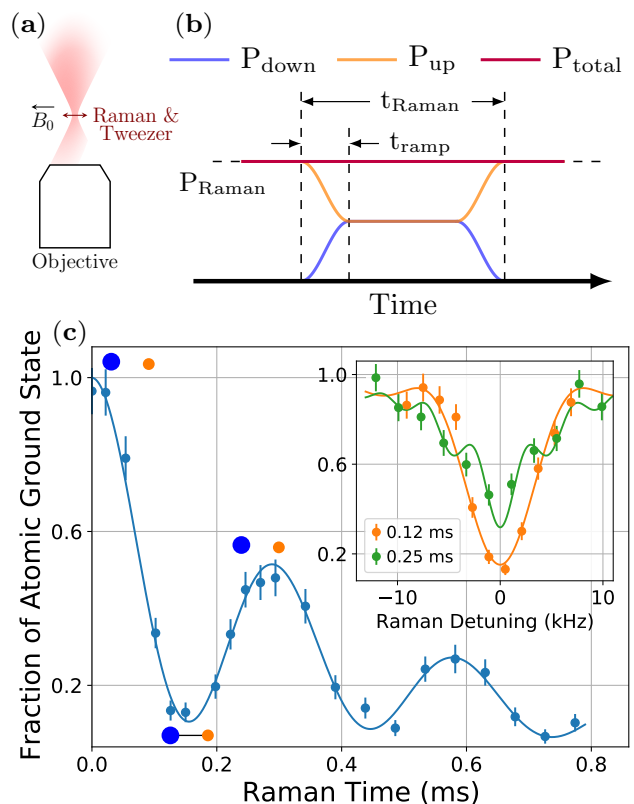 (a)
B₀
Raman &
Tweezer
Objective
(b)
P_down P_up P_total
t_Raman
t_ramp
P_Raman
Time
(c)
Fraction of Atomic Ground State
1.0
0.6
0.2
0.0 0.2 0.4 0.6 0.8
Raman Time (ms)
1.0
0.6
0.2
0.12 ms
0.25 ms
−10 0 10
Raman Detuning (kHz)